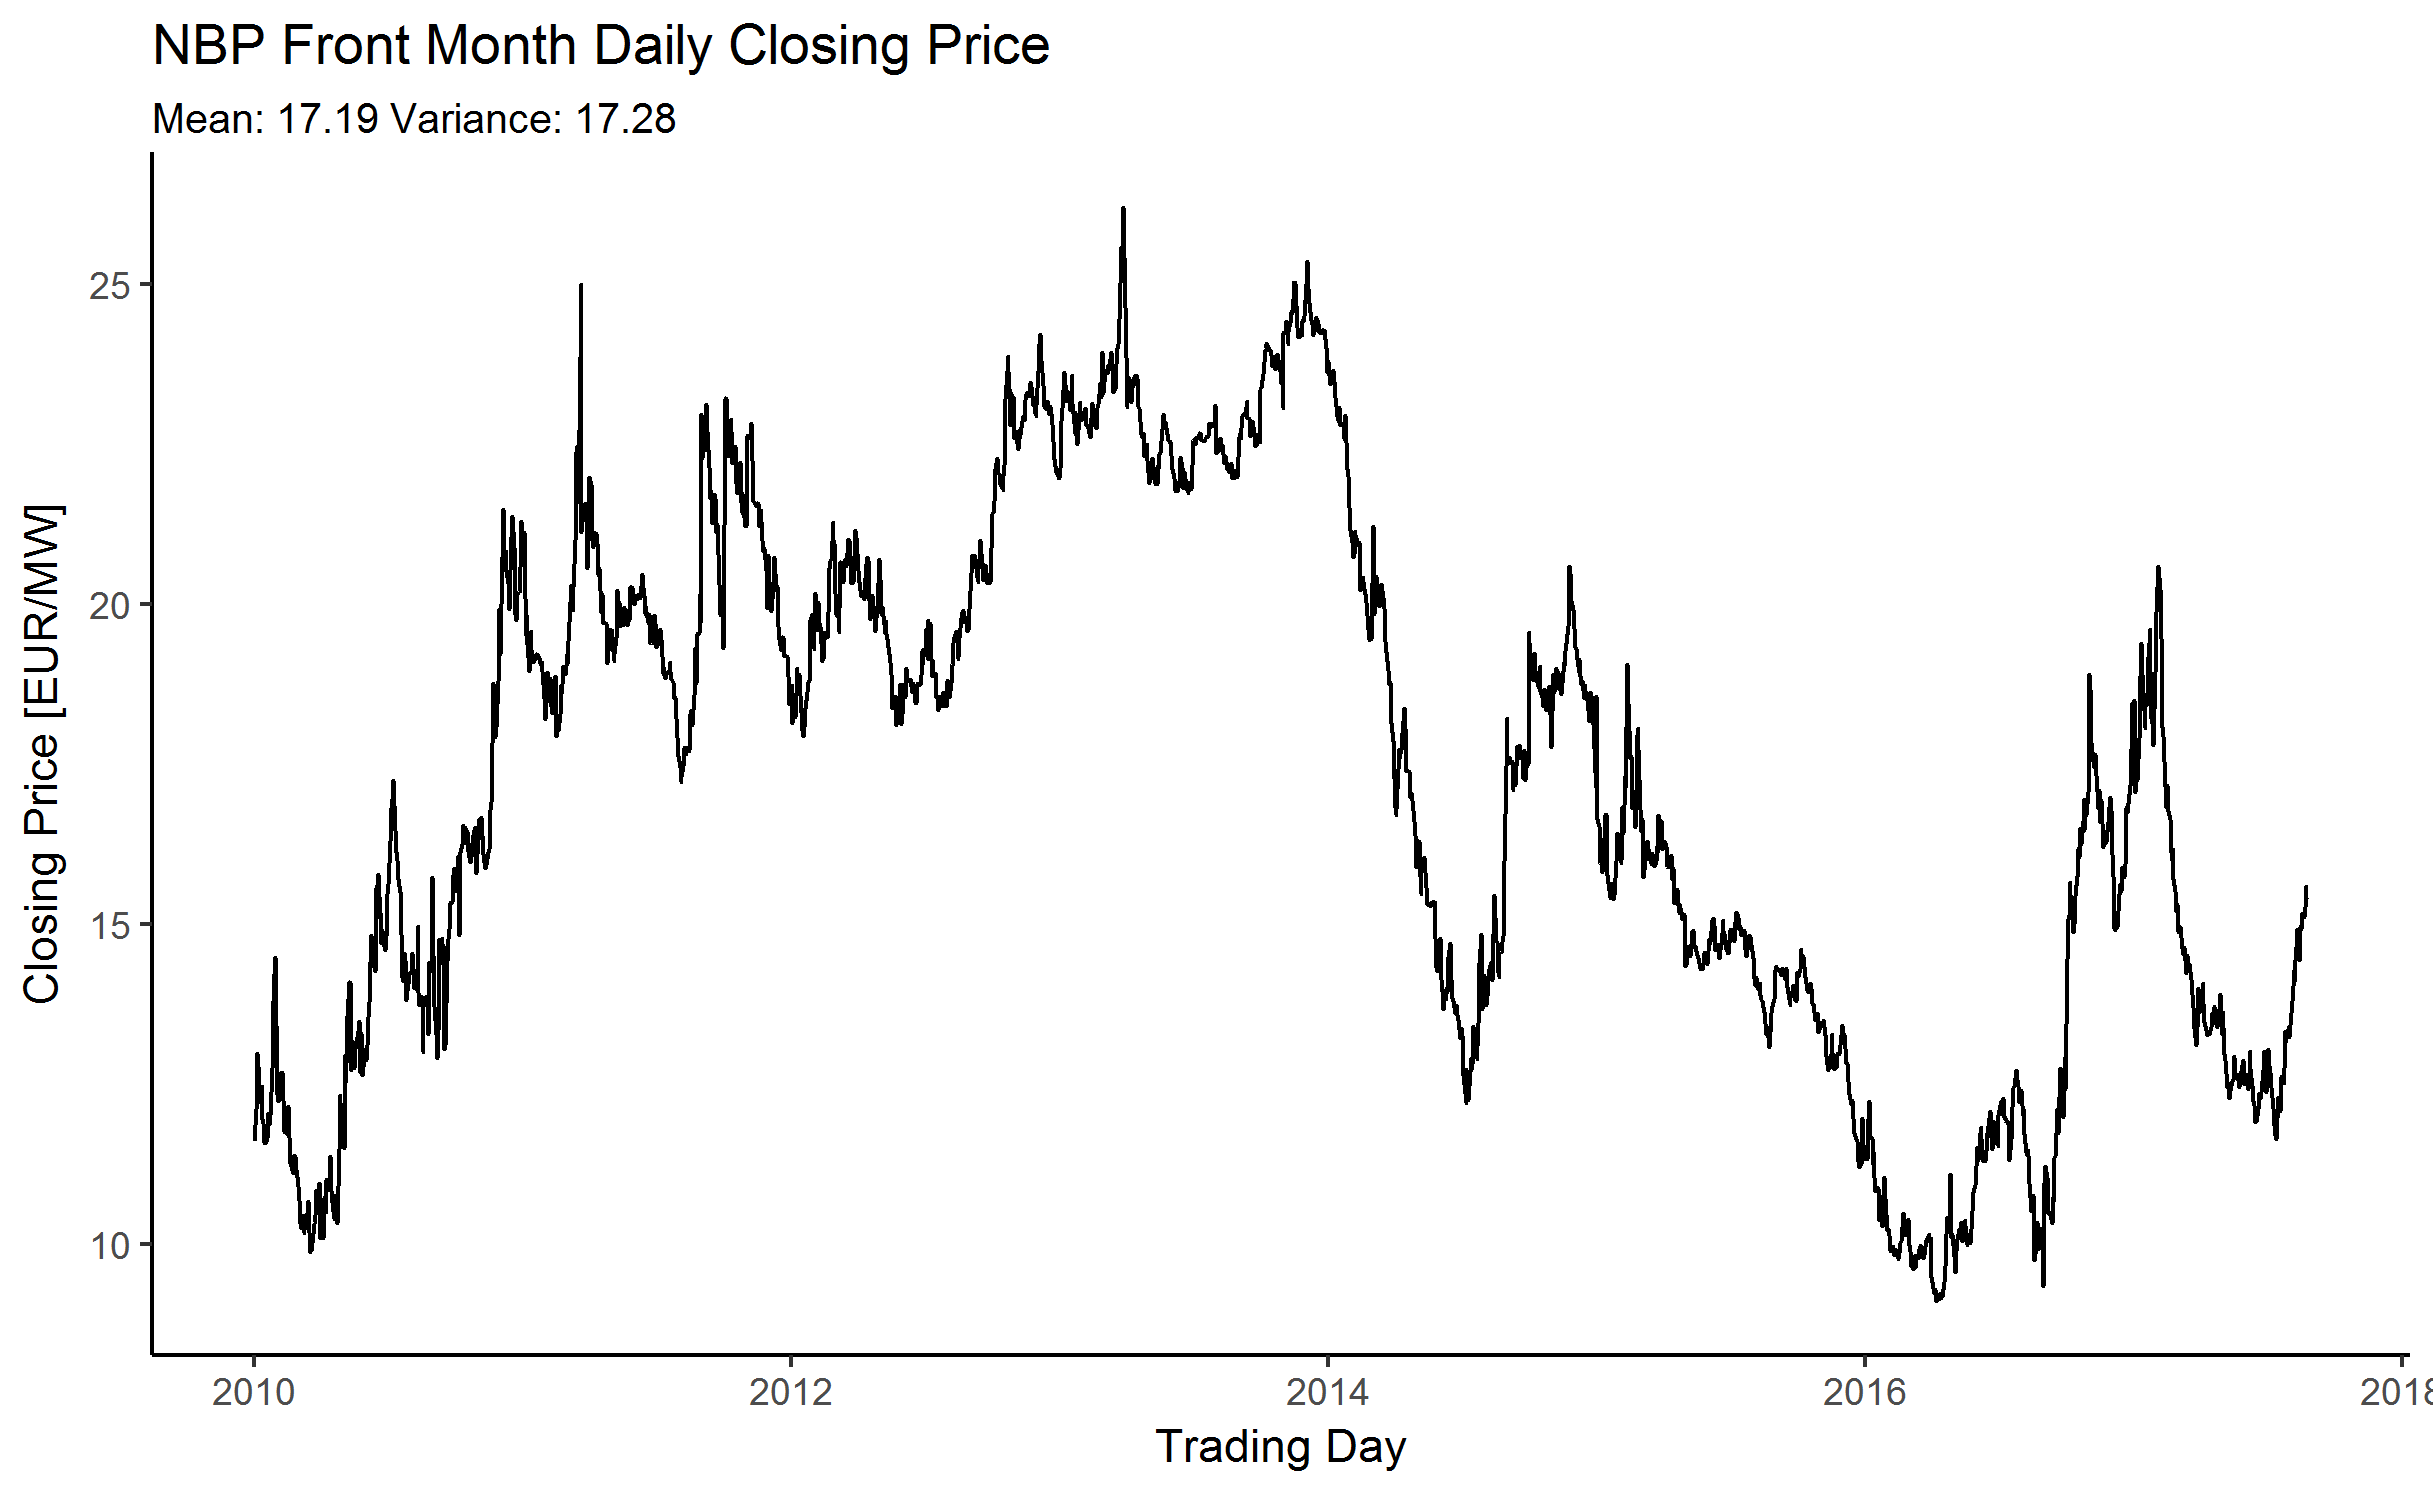 NBP Front Month Daily Closing Price
Mean: 17.19 Variance: 17.28
Closing Price [EUR/MW]
25
20
15
10
2010
2012
2014
2016
2018
Trading Day